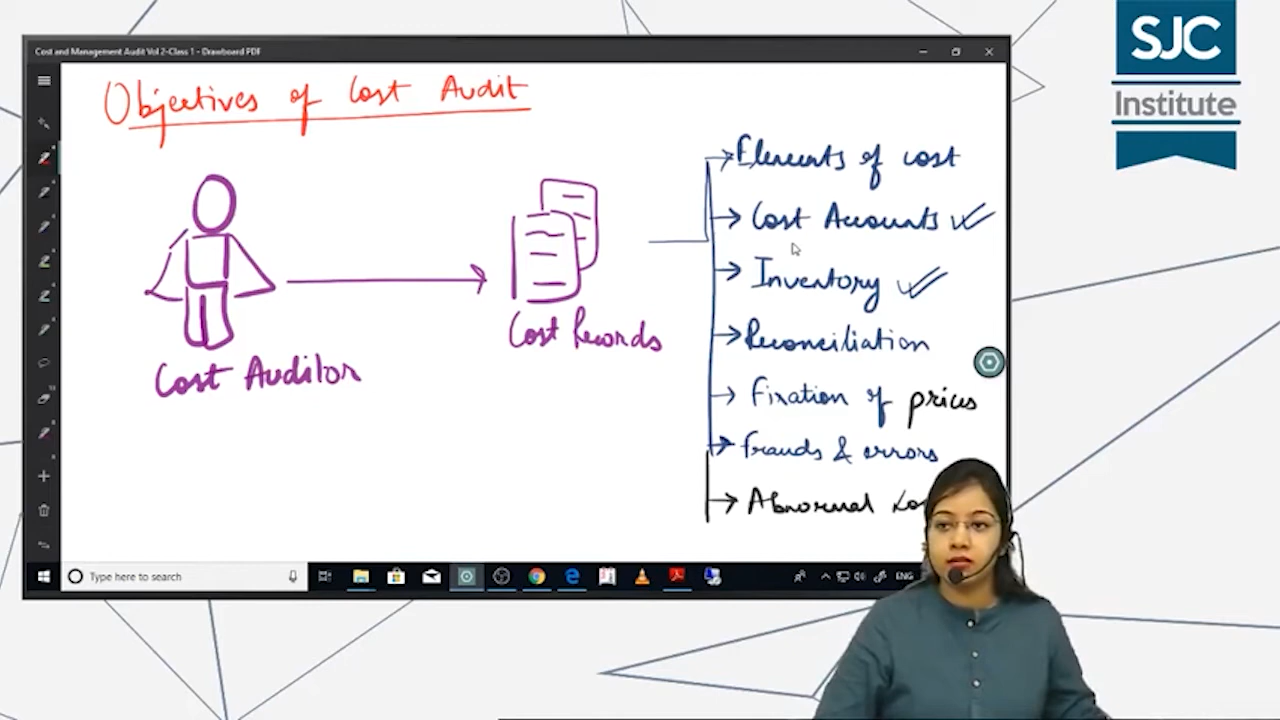 SJC
Institute
Cost and Management Audit Vol 2-Class 1 - Drawboard PDF
Objectives of Cost Audit
Elements of cost
Cost Accounts
Inventory
Reconciliation
Fixation of prices
Frauds & errors
Abnormal
Cost Records
Cost Auditor
Type here to search
ENG